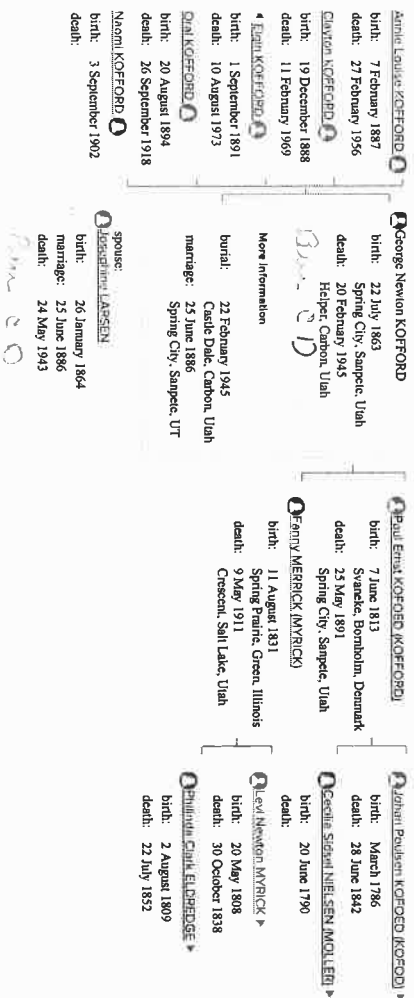 Annie Louise KOFFORD
birth: 7 February 1887
death: 27 February 1956
Clayton KOFFORD
birth: 19 December 1888
death: 11 February 1969
Elgin KOFFORD
birth: 1 September 1891
death: 10 August 1973
Oral KOFFORD
birth: 20 August 1894
death: 26 September 1918
Naomi KOFFORD
birth: 3 September 1902
death:
George Newton KOFFORD
birth: 22 July 1863
Spring City, Sanpete, Utah
death: 20 February 1945
Helper, Carbon, Utah
More Information
burial: 22 February 1945
Castle Dale, Carbon, Utah
marriage: 25 June 1886
Spring City, Sanpete, UT
spouse:
Josephine LARSEN
birth: 26 January 1864
marriage: 25 June 1886
death: 24 May 1943
Paul Ernst KOFOED (KOFFORD)
birth: 7 June 1813
Svaneke, Bornholm, Denmark
death: 25 May 1891
Spring City, Sanpete, Utah
Fanny MERRICK (MYRICK)
birth: 11 August 1831
Spring Prairie, Green, Illinois
death: 9 May 1911
Crescent, Salt Lake, Utah
Johan Poulsen KOFOED (KOFOD)
birth: March 1786
death: 28 June 1842
Cecilia Sidsel NIELSEN (MOLLER)
birth: 20 June 1790
death:
Levi Newton MYRICK
birth: 20 May 1808
death: 30 October 1838
Philinda Clark ELDREDGE
birth: 2 August 1809
death: 22 July 1852